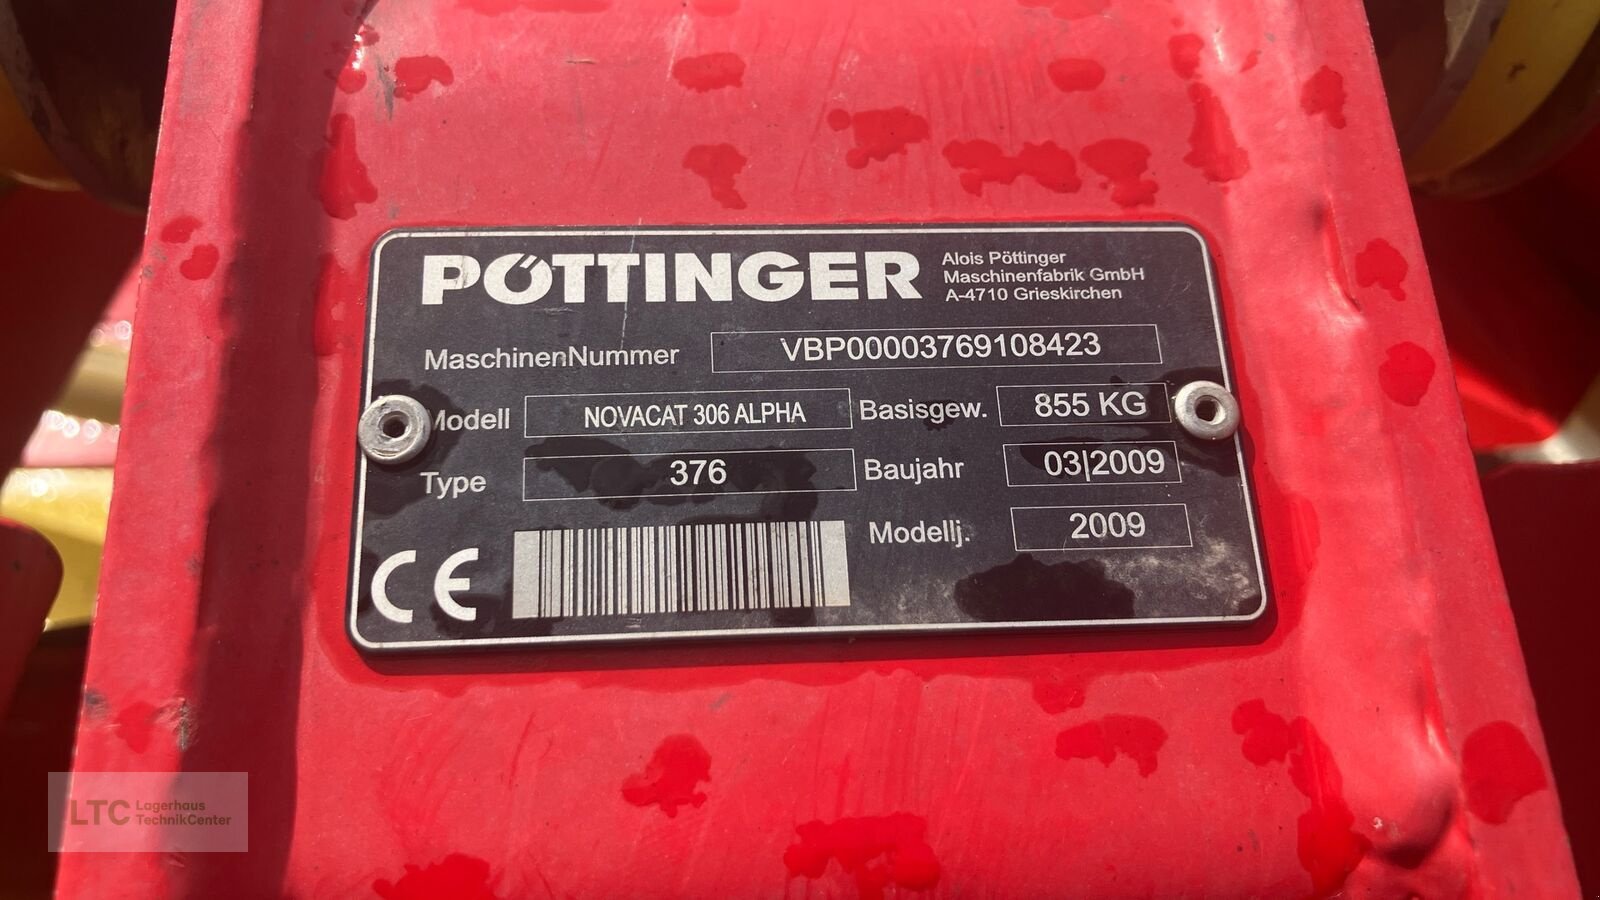 PÖTTINGER
Alois Pöttinger
Maschinenfabrik GmbH
A-4710 Grieskirchen
MaschinenNummer VBP00003769108423
Modell NOVACAT 306 ALPHA Basisgew. 855 KG
Type 376 Baujahr 03|2009
Modellj. 2009
CE
LTC Lagerhaus
TechnikCenter